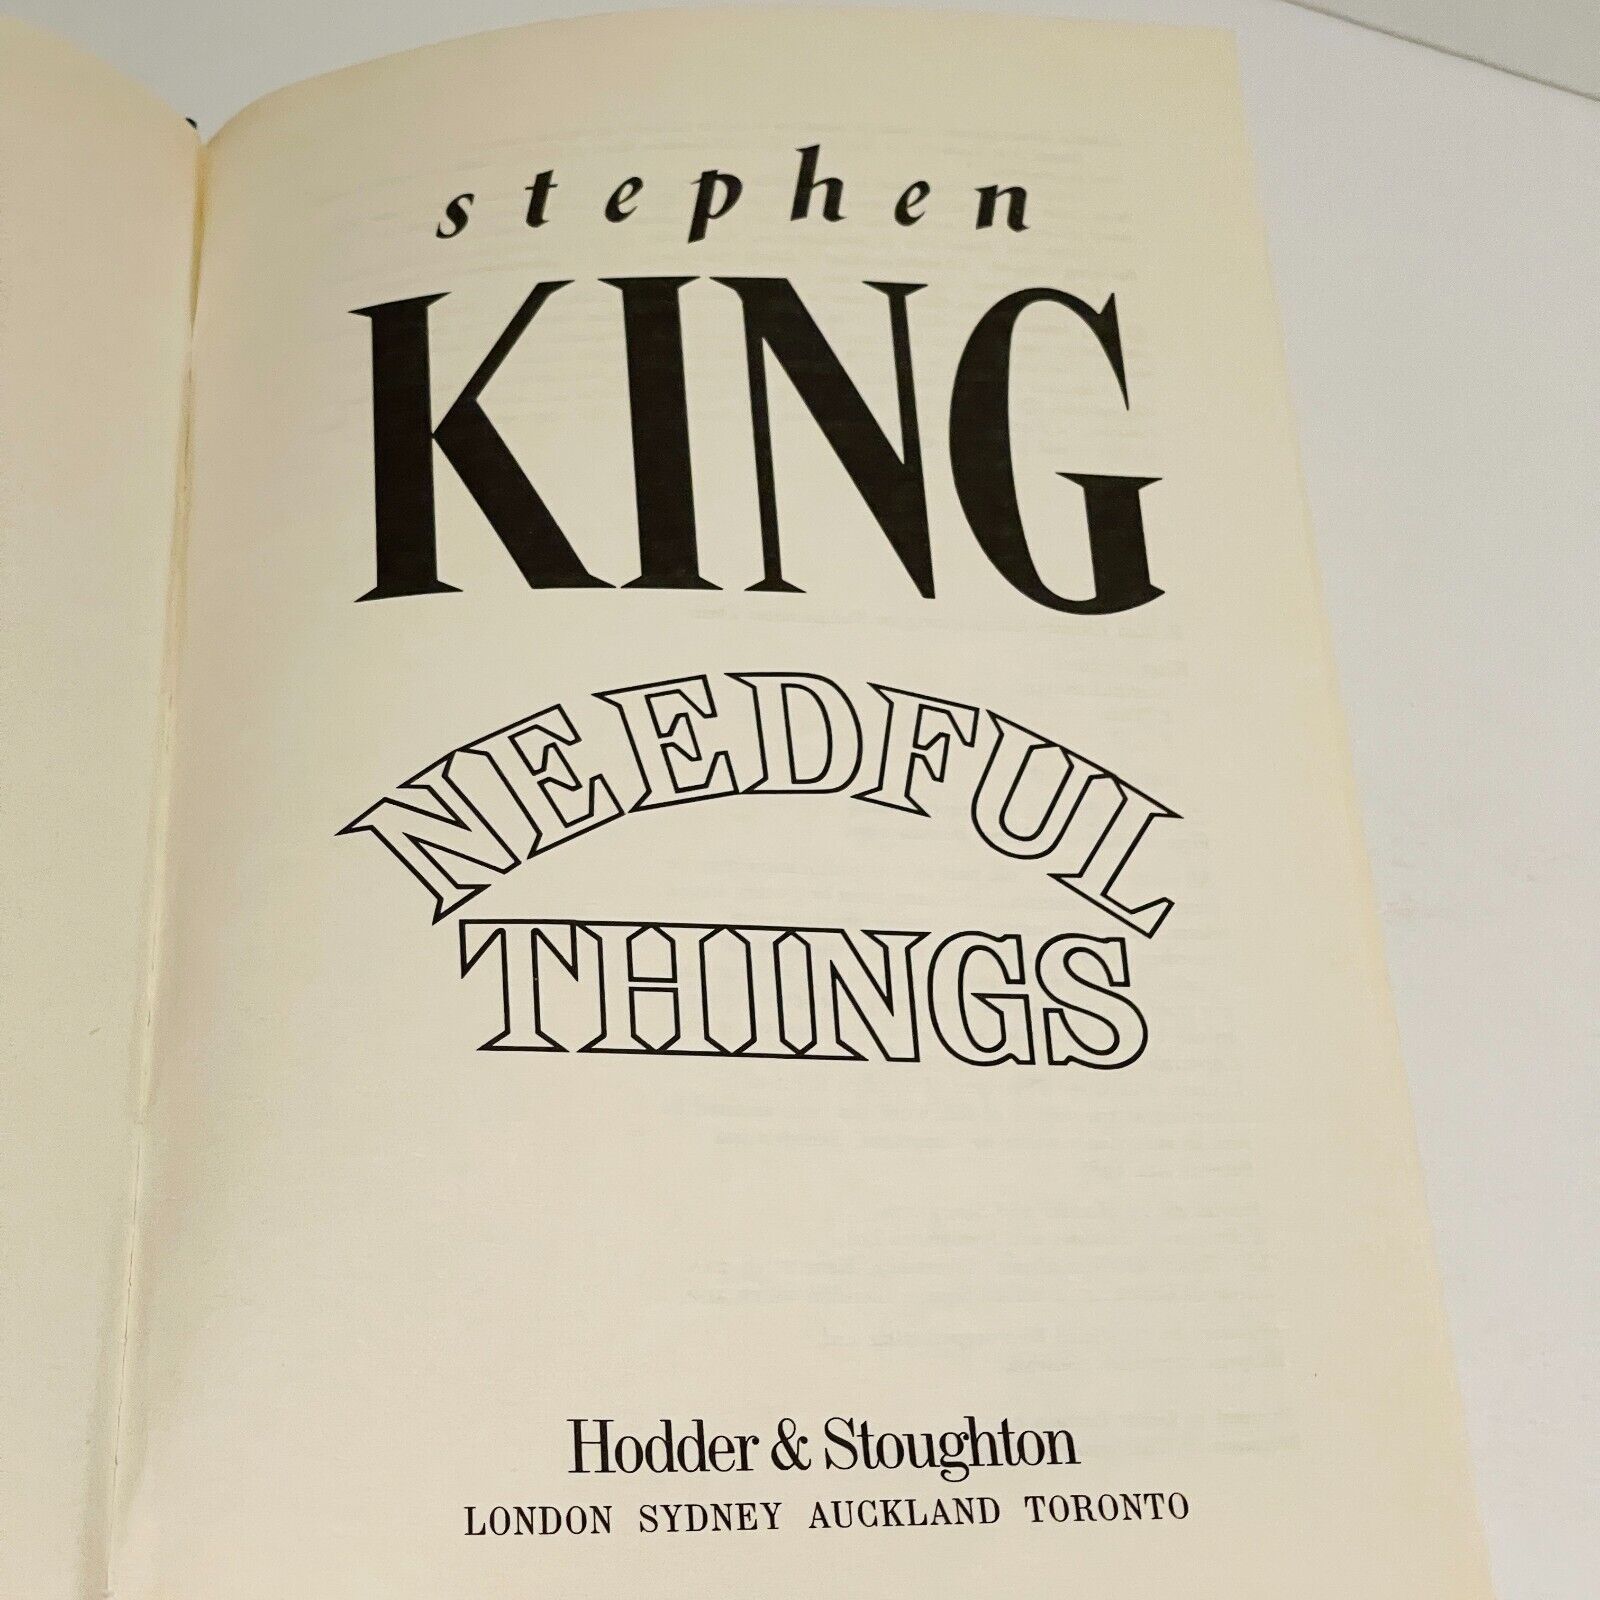 stephen
KING
NEEDFUL
THINGS
Hodder & Stoughton
LONDON SYDNEY AUCKLAND TORONTO